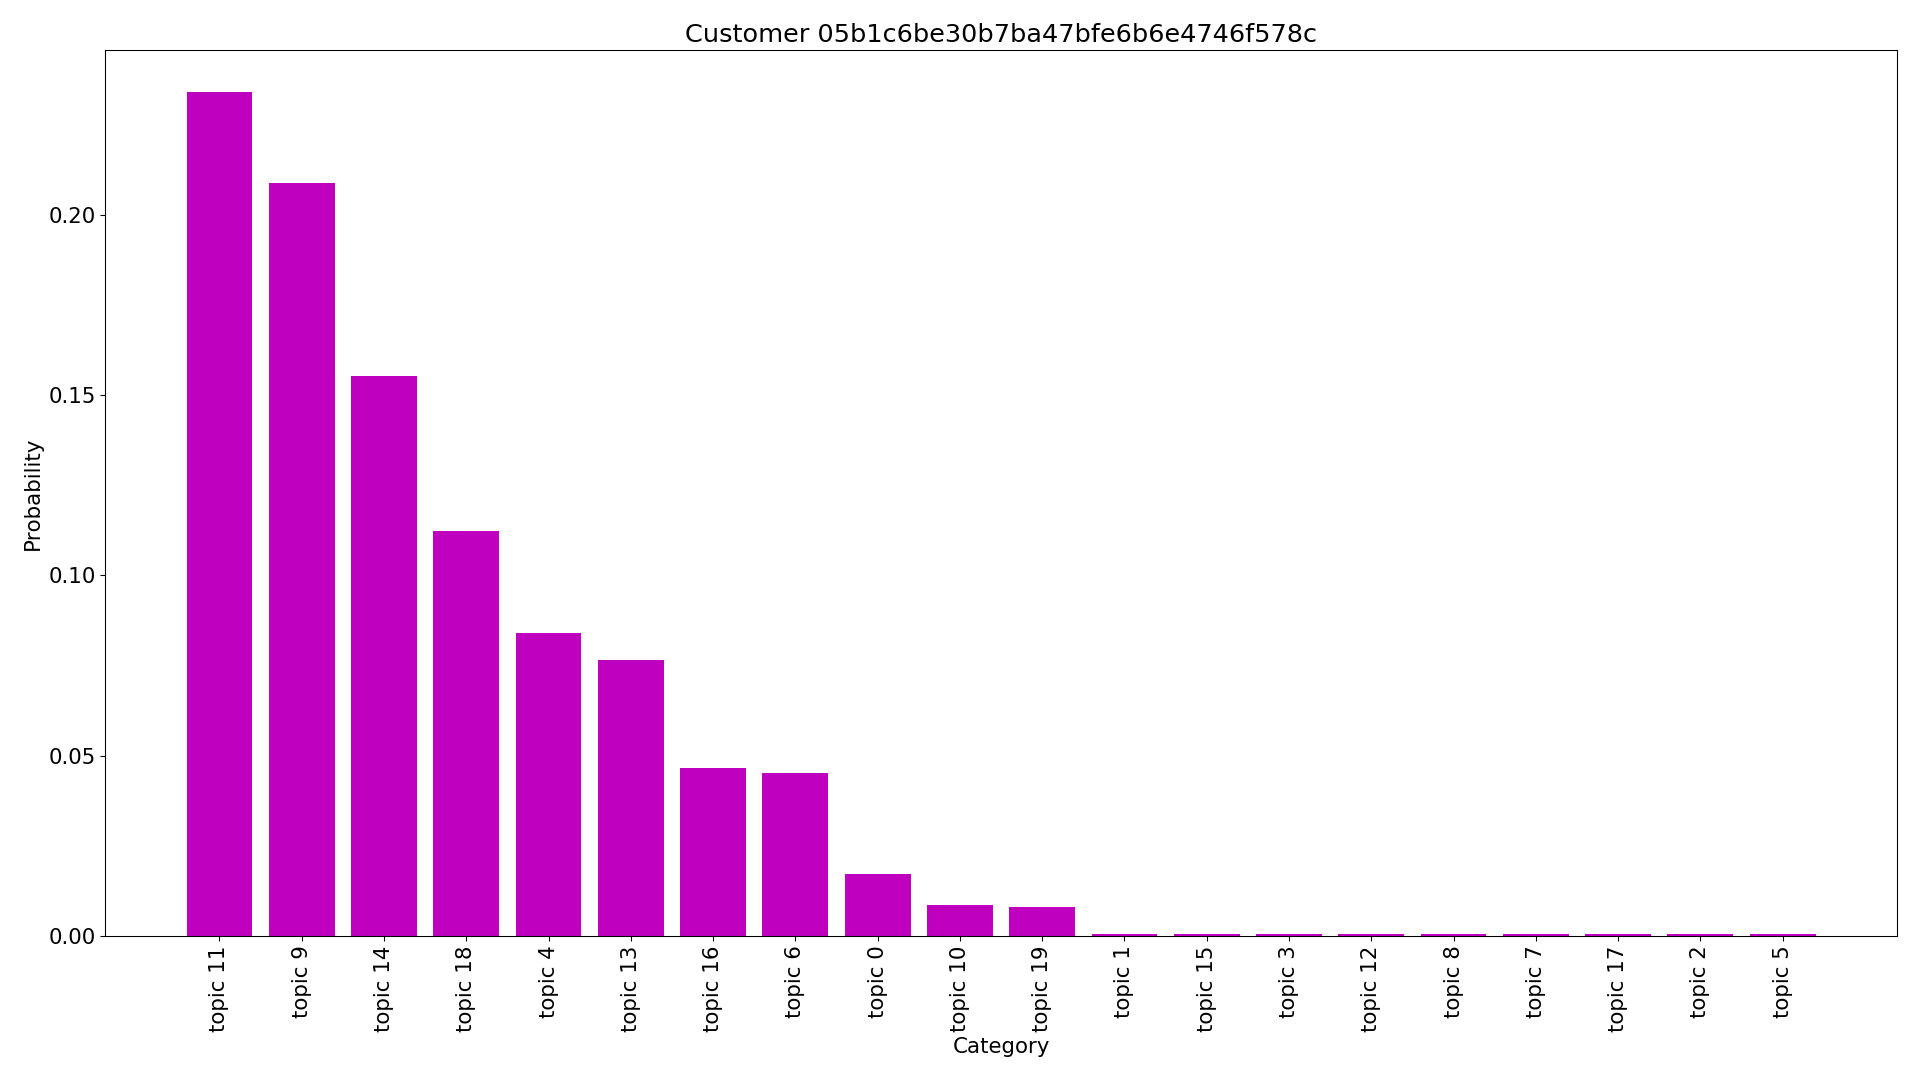 Customer 05b1c6be30b7ba47bfe6b6e4746f578c
Probability
0.20
0.15
0.10
0.05
0.00
topic 11
topic 9
topic 14
topic 18
topic 4
topic 13
topic 16
topic 6
topic 0
topic 10
topic 19
topic 1
topic 15
topic 3
topic 12
topic 8
topic 7
topic 17
topic 2
topic 5
Category